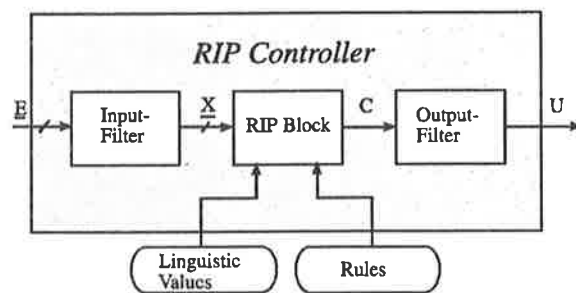 RIP Controller
E
Input-
Filter
X
RIP Block
C
Output-
Filter
U
Linguistic
Values
Rules